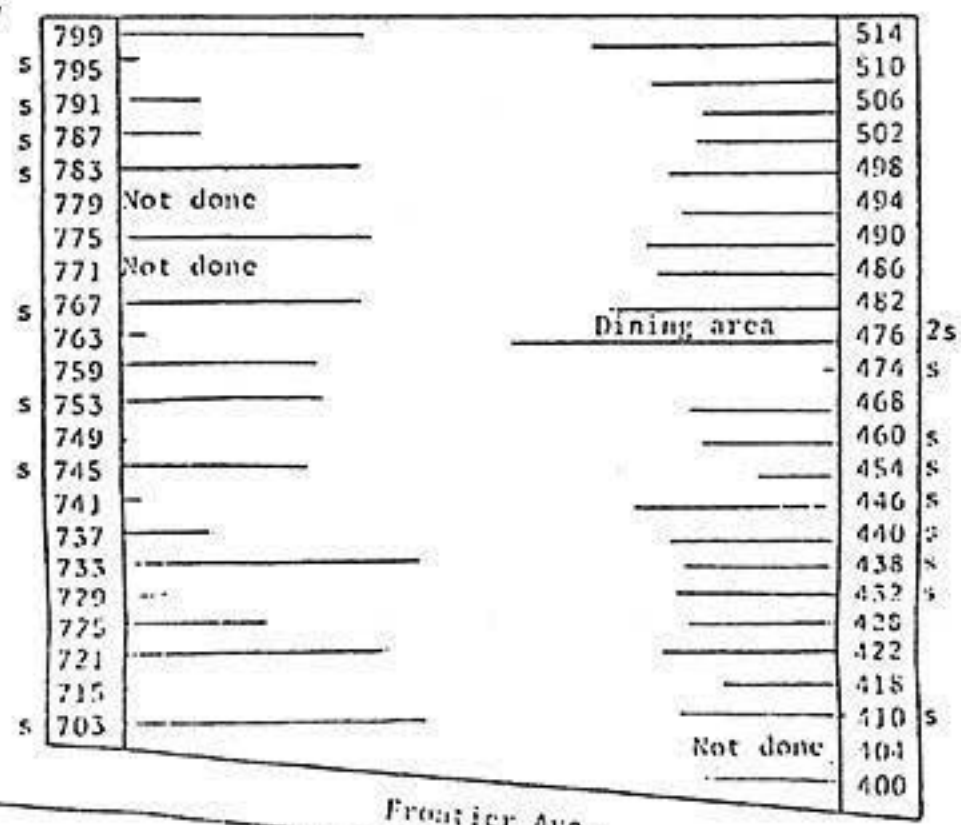 799 514
s 795 510
s 791 506
s 787 502
s 783 498
779 Not done 494
775 490
771 Not done 486
s 767 482
763 Dining area 476 2s
759 474 s
s 753 468
749 460 s
s 745 454 s
741 446 s
737 440 s
733 438 s
729 432 s
725 428
721 422
715 418
s 703 410 s
Not done 404
400
Frontier